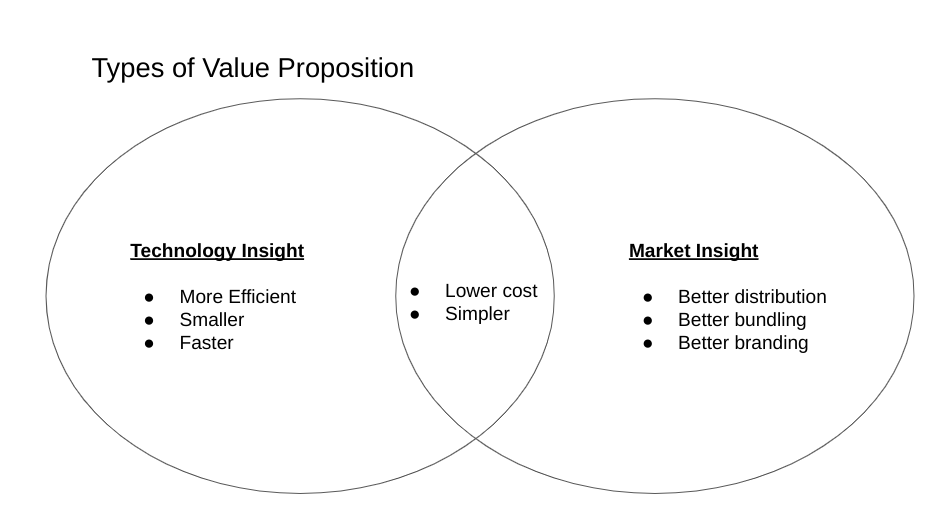 Types of Value Proposition
Technology Insight
● More Efficient
● Smaller
● Faster
● Lower cost
● Simpler
Market Insight
● Better distribution
● Better bundling
● Better branding